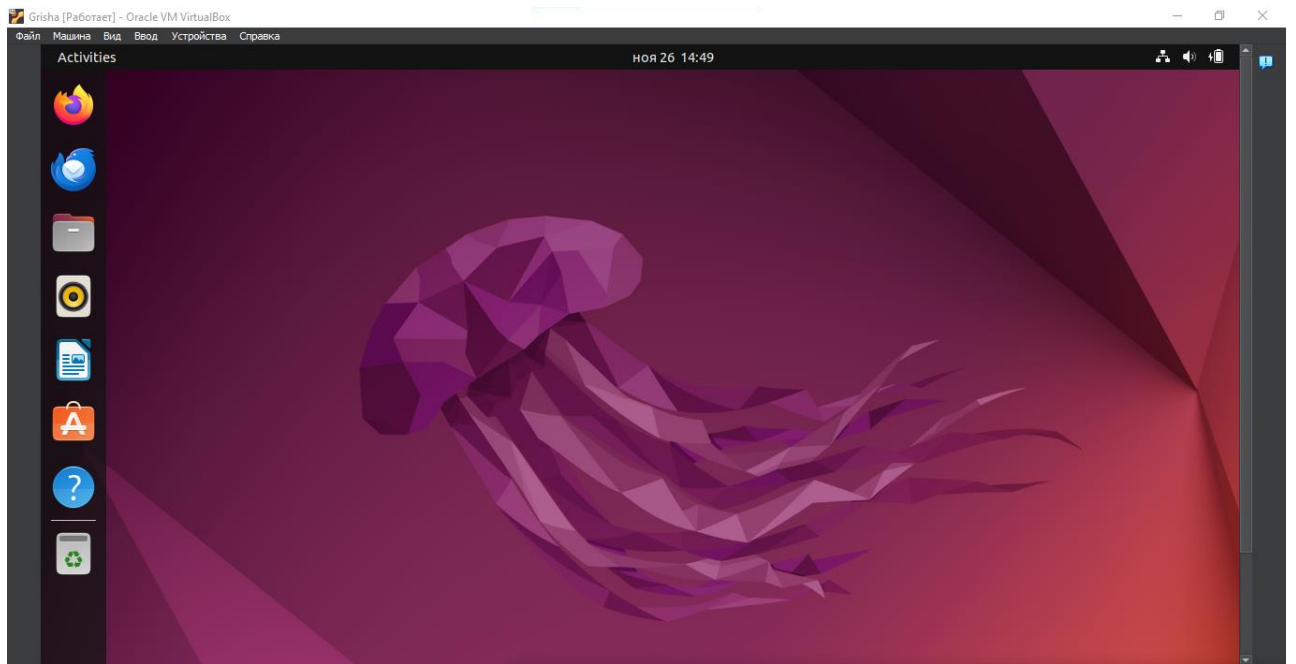 Grisha [Работает] - Oracle VM VirtualBox
Файл Машина Вид Ввод Устройства Справка
Activities ноя 26 14:49